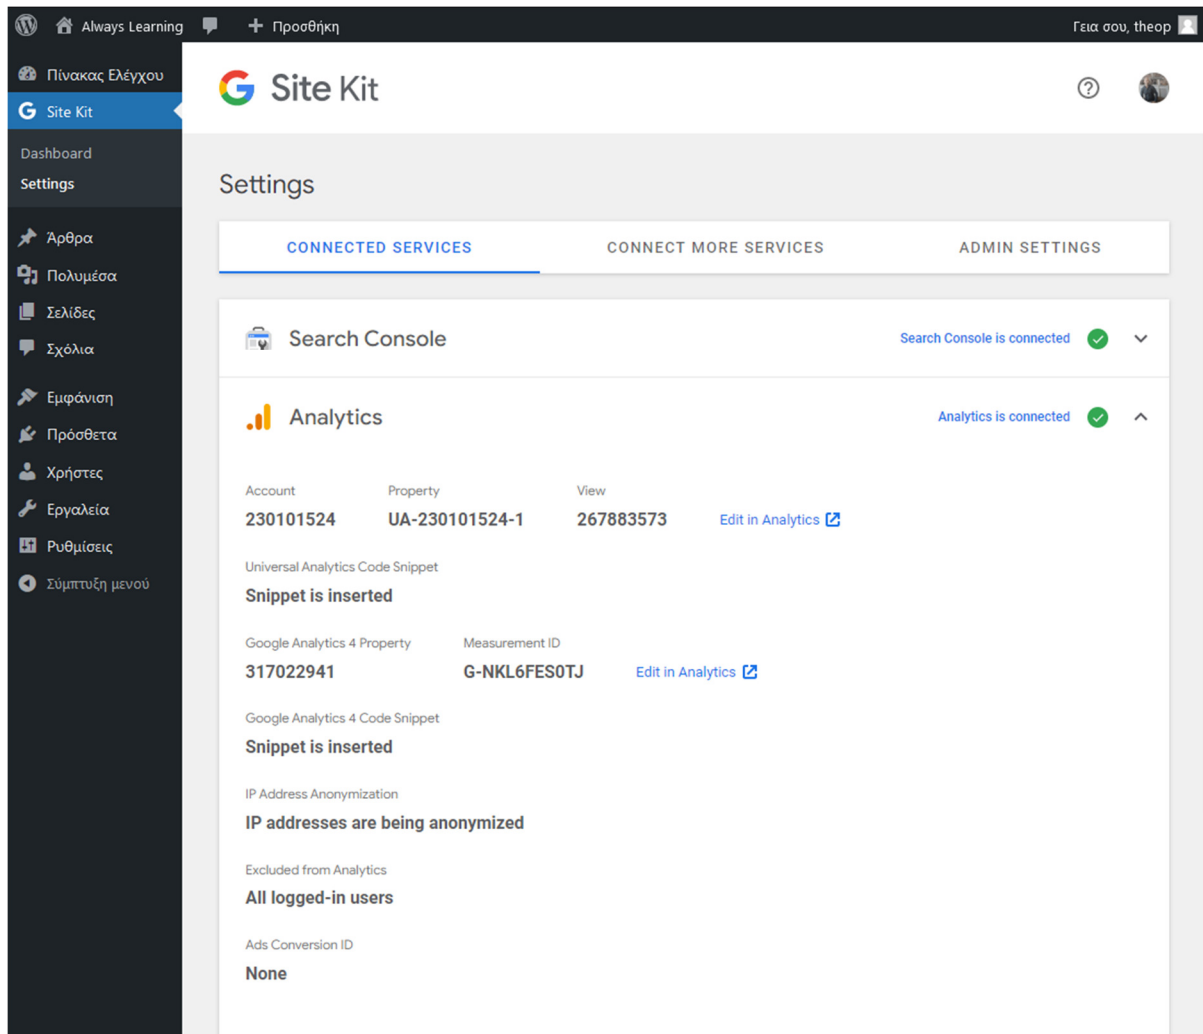 Always Learning Προσθήκη Γεια σου, theop
Πίνακας Ελέγχου
Site Kit
Dashboard
Settings
Άρθρα
Πολυμέσα
Σελίδες
Σχόλια
Εμφάνιση
Πρόσθετα
Χρήστες
Εργαλεία
Ρυθμίσεις
Σύμπτυξη μενού
Site Kit
Settings
CONNECTED SERVICES CONNECT MORE SERVICES ADMIN SETTINGS
Search Console Search Console is connected
Analytics Analytics is connected
Account Property View
230101524 UA-230101524-1 267883573 Edit in Analytics
Universal Analytics Code Snippet
Snippet is inserted
Google Analytics 4 Property Measurement ID
317022941 G-NKL6FES0TJ Edit in Analytics
Google Analytics 4 Code Snippet
Snippet is inserted
IP Address Anonymization
IP addresses are being anonymized
Excluded from Analytics
All logged-in users
Ads Conversion ID
None